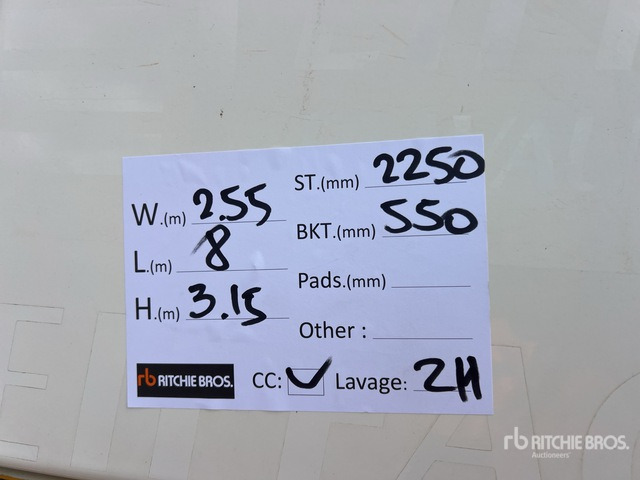 W.(m) 2.55
L.(m) 8
H.(m) 3.15
ST.(mm) 2250
BKT.(mm) 550
Pads.(mm)
Other :
rb RITCHIE BROS. CC: ✓ Lavage: 2H
rb RITCHIE BROS.
Auctioneers